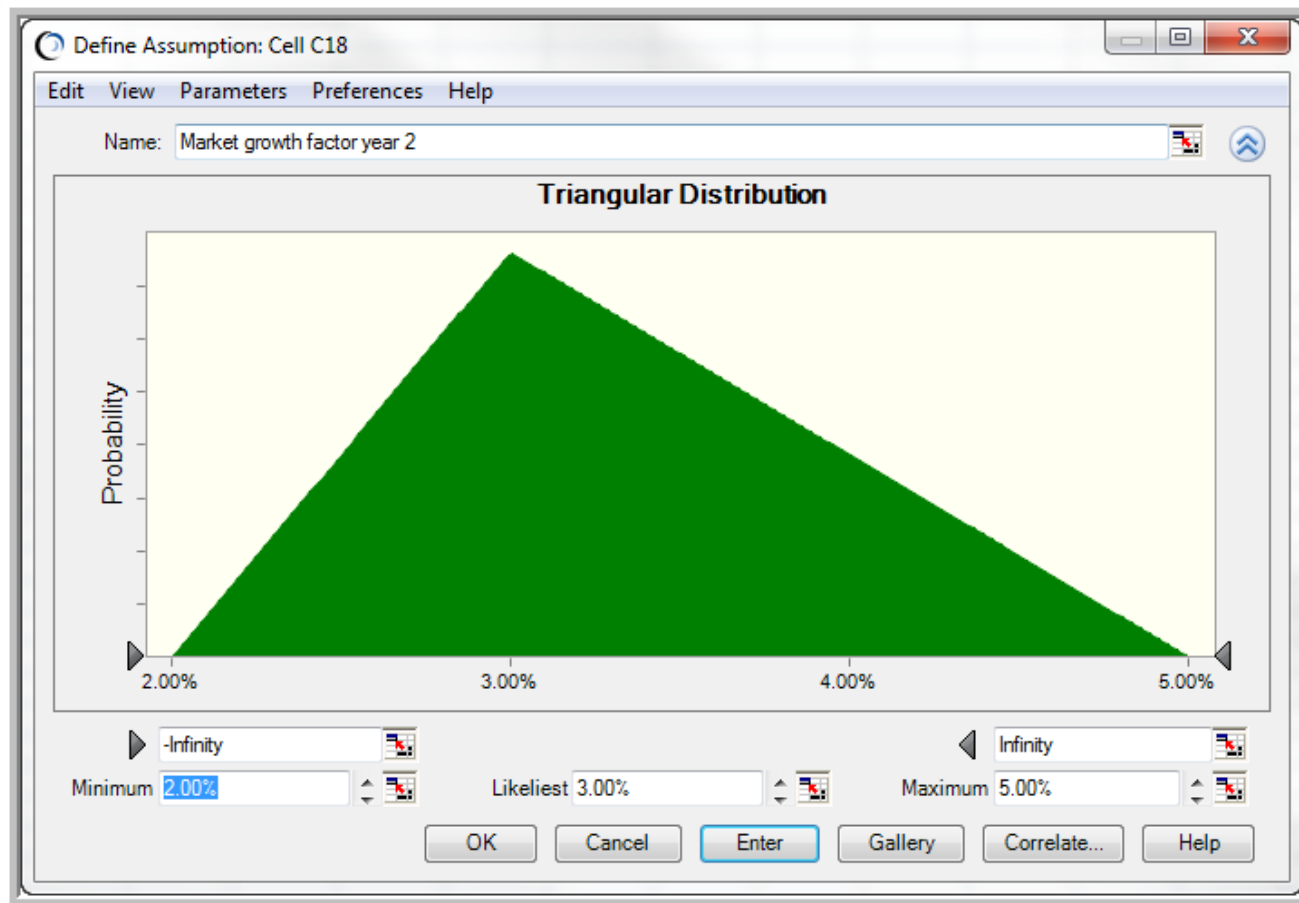 Define Assumption: Cell C18
Edit View Parameters Preferences Help
Name: Market growth factor year 2
Triangular Distribution
Probability
2.00% 3.00% 4.00% 5.00%
-Infinity Infinity
Minimum 2.00% Likeliest 3.00% Maximum 5.00%
OK Cancel Enter Gallery Correlate... Help